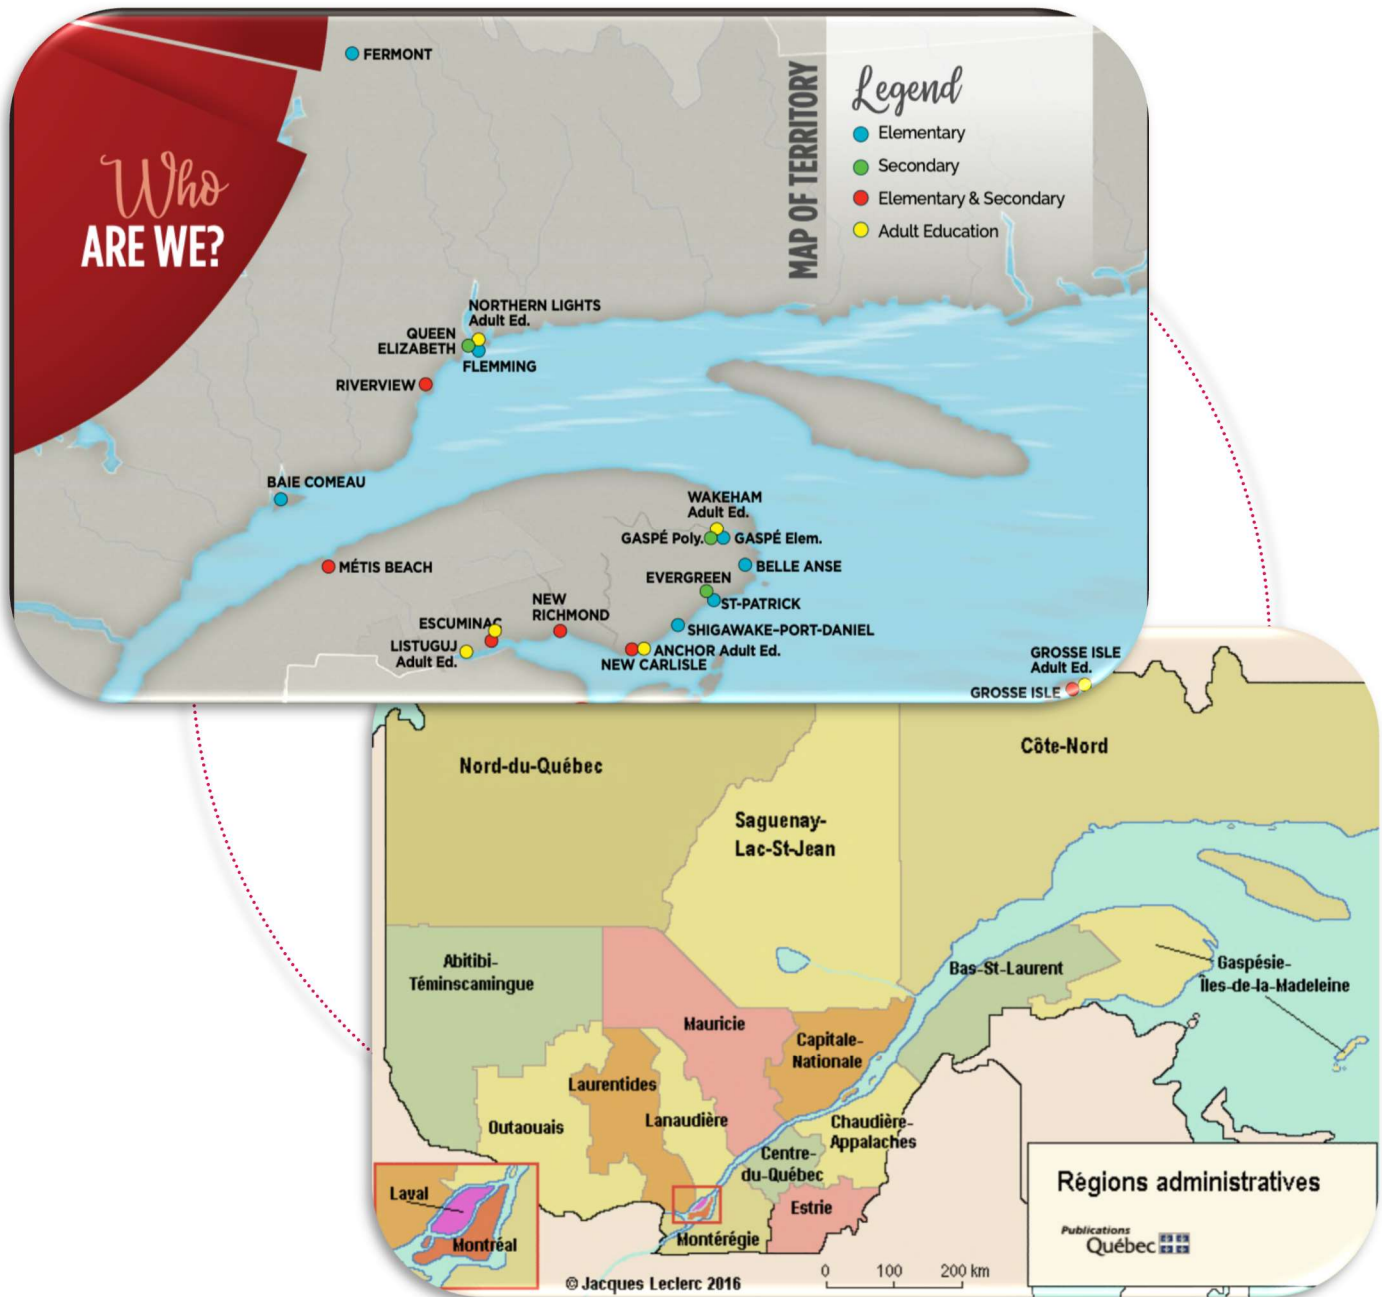 FERMONT
Who
ARE WE?
MAP OF TERRITORY
Legend
Elementary
Secondary
Elementary & Secondary
Adult Education
NORTHERN LIGHTS
Adult Ed.
QUEEN
ELIZABETH
FLEMMING
RIVERVIEW
BAIE COMEAU
WAKEHAM
Adult Ed.
GASPÉ Poly.
GASPÉ Elem.
MÉTIS BEACH
BELLE ANSE
EVERGREEN
ST-PATRICK
NEW
RICHMOND
ESCUMINAC
SHIGAWAKE-PORT-DANIEL
LISTUGUJ
Adult Ed.
ANCHOR Adult Ed.
NEW CARLISLE
GROSSE ISLE
Adult Ed.
GROSSE ISLE
Nord-du-Québec
Côte-Nord
Saguenay-
Lac-St-Jean
Abitibi-
Téminscamingue
Bas-St-Laurent
Gaspésie-
Îles-de-la-Madeleine
Mauricie
Capitale-
Nationale
Laurentides
Lanaudière
Outaouais
Chaudière-
Appalaches
Centre-
du-Québec
Estrie
Laval
Montréal
Montérégie
Régions administratives
Publications
Québec
© Jacques Leclerc 2016
0 100 200 km